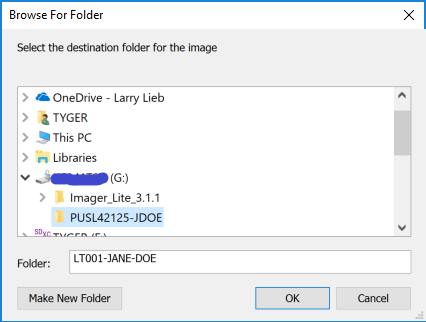 Browse For Folder
Select the destination folder for the image
OneDrive - Larry Lieb
TYGER
This PC
Libraries
(G:)
Imager_Lite_3.1.1
PUSL42125-JDOE
TYGER (F:)
Folder: LT001-JANE-DOE
Make New Folder OK Cancel